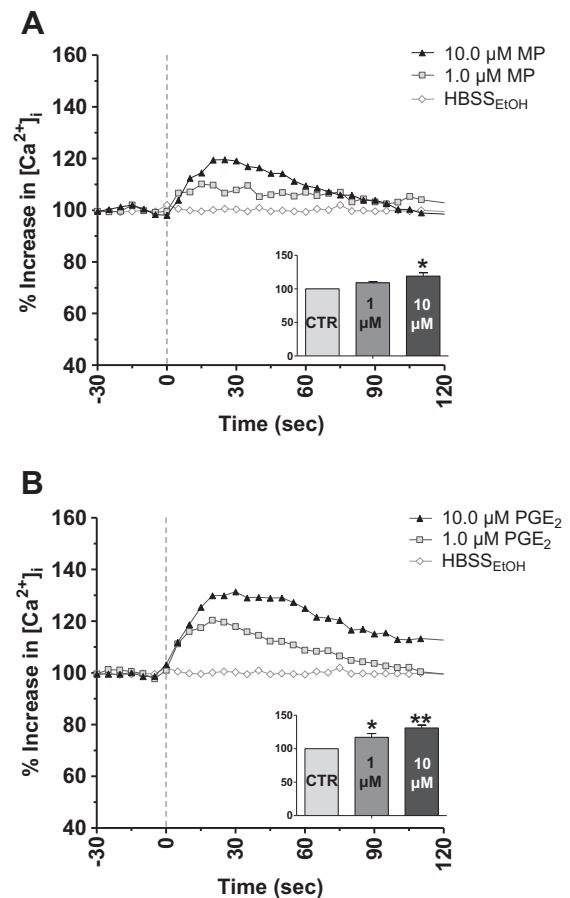 A
10.0 µM MP
1.0 µM MP
HBSSEtOH
% Increase in [Ca2+]i
160
140
120
100
80
60
40
-30
0
30
60
90
120
Time (sec)
150
100
50
0
CTR
1
µM
10
µM
*
B
10.0 µM PGE2
1.0 µM PGE2
HBSSEtOH
% Increase in [Ca2+]i
160
140
120
100
80
60
40
-30
0
30
60
90
120
Time (sec)
150
100
50
0
CTR
1
µM
10
µM
*
**